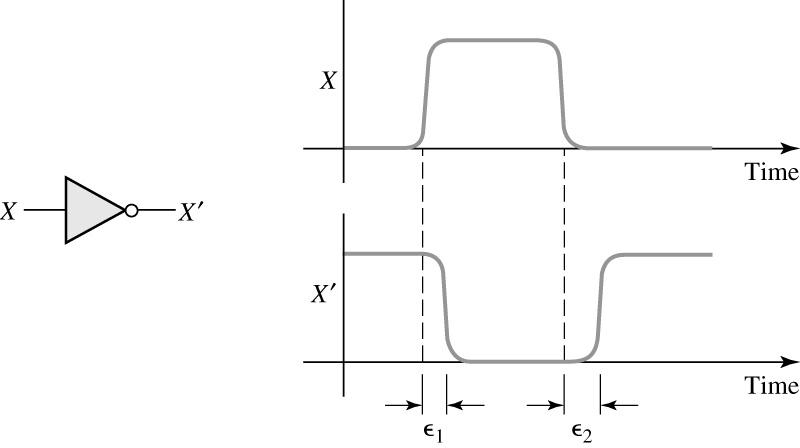 X
Time
X X′
X′
Time
ϵ1 ϵ2